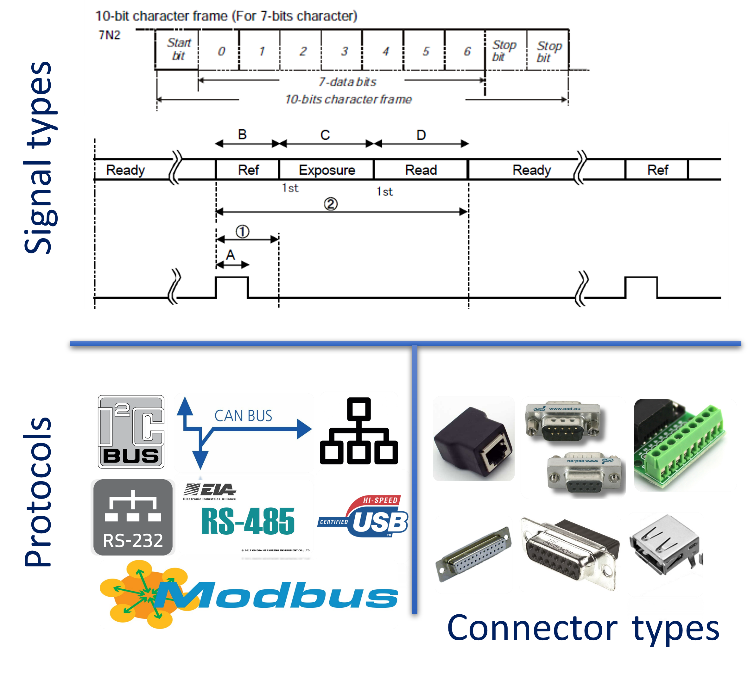 10-bit character frame (For 7-bits character)
7N2
Start bit 0 1 2 3 4 5 6 Stop bit Stop bit
7-data bits
10-bits character frame
Signal types
B C D
Ready Ref Exposure Read Ready Ref
1st 1st
②
①
A
Protocols
I²C
BUS
CAN BUS
RS-232
EIA
RS-485
HI-SPEED
CERTIFIED USB
Modbus
Connector types